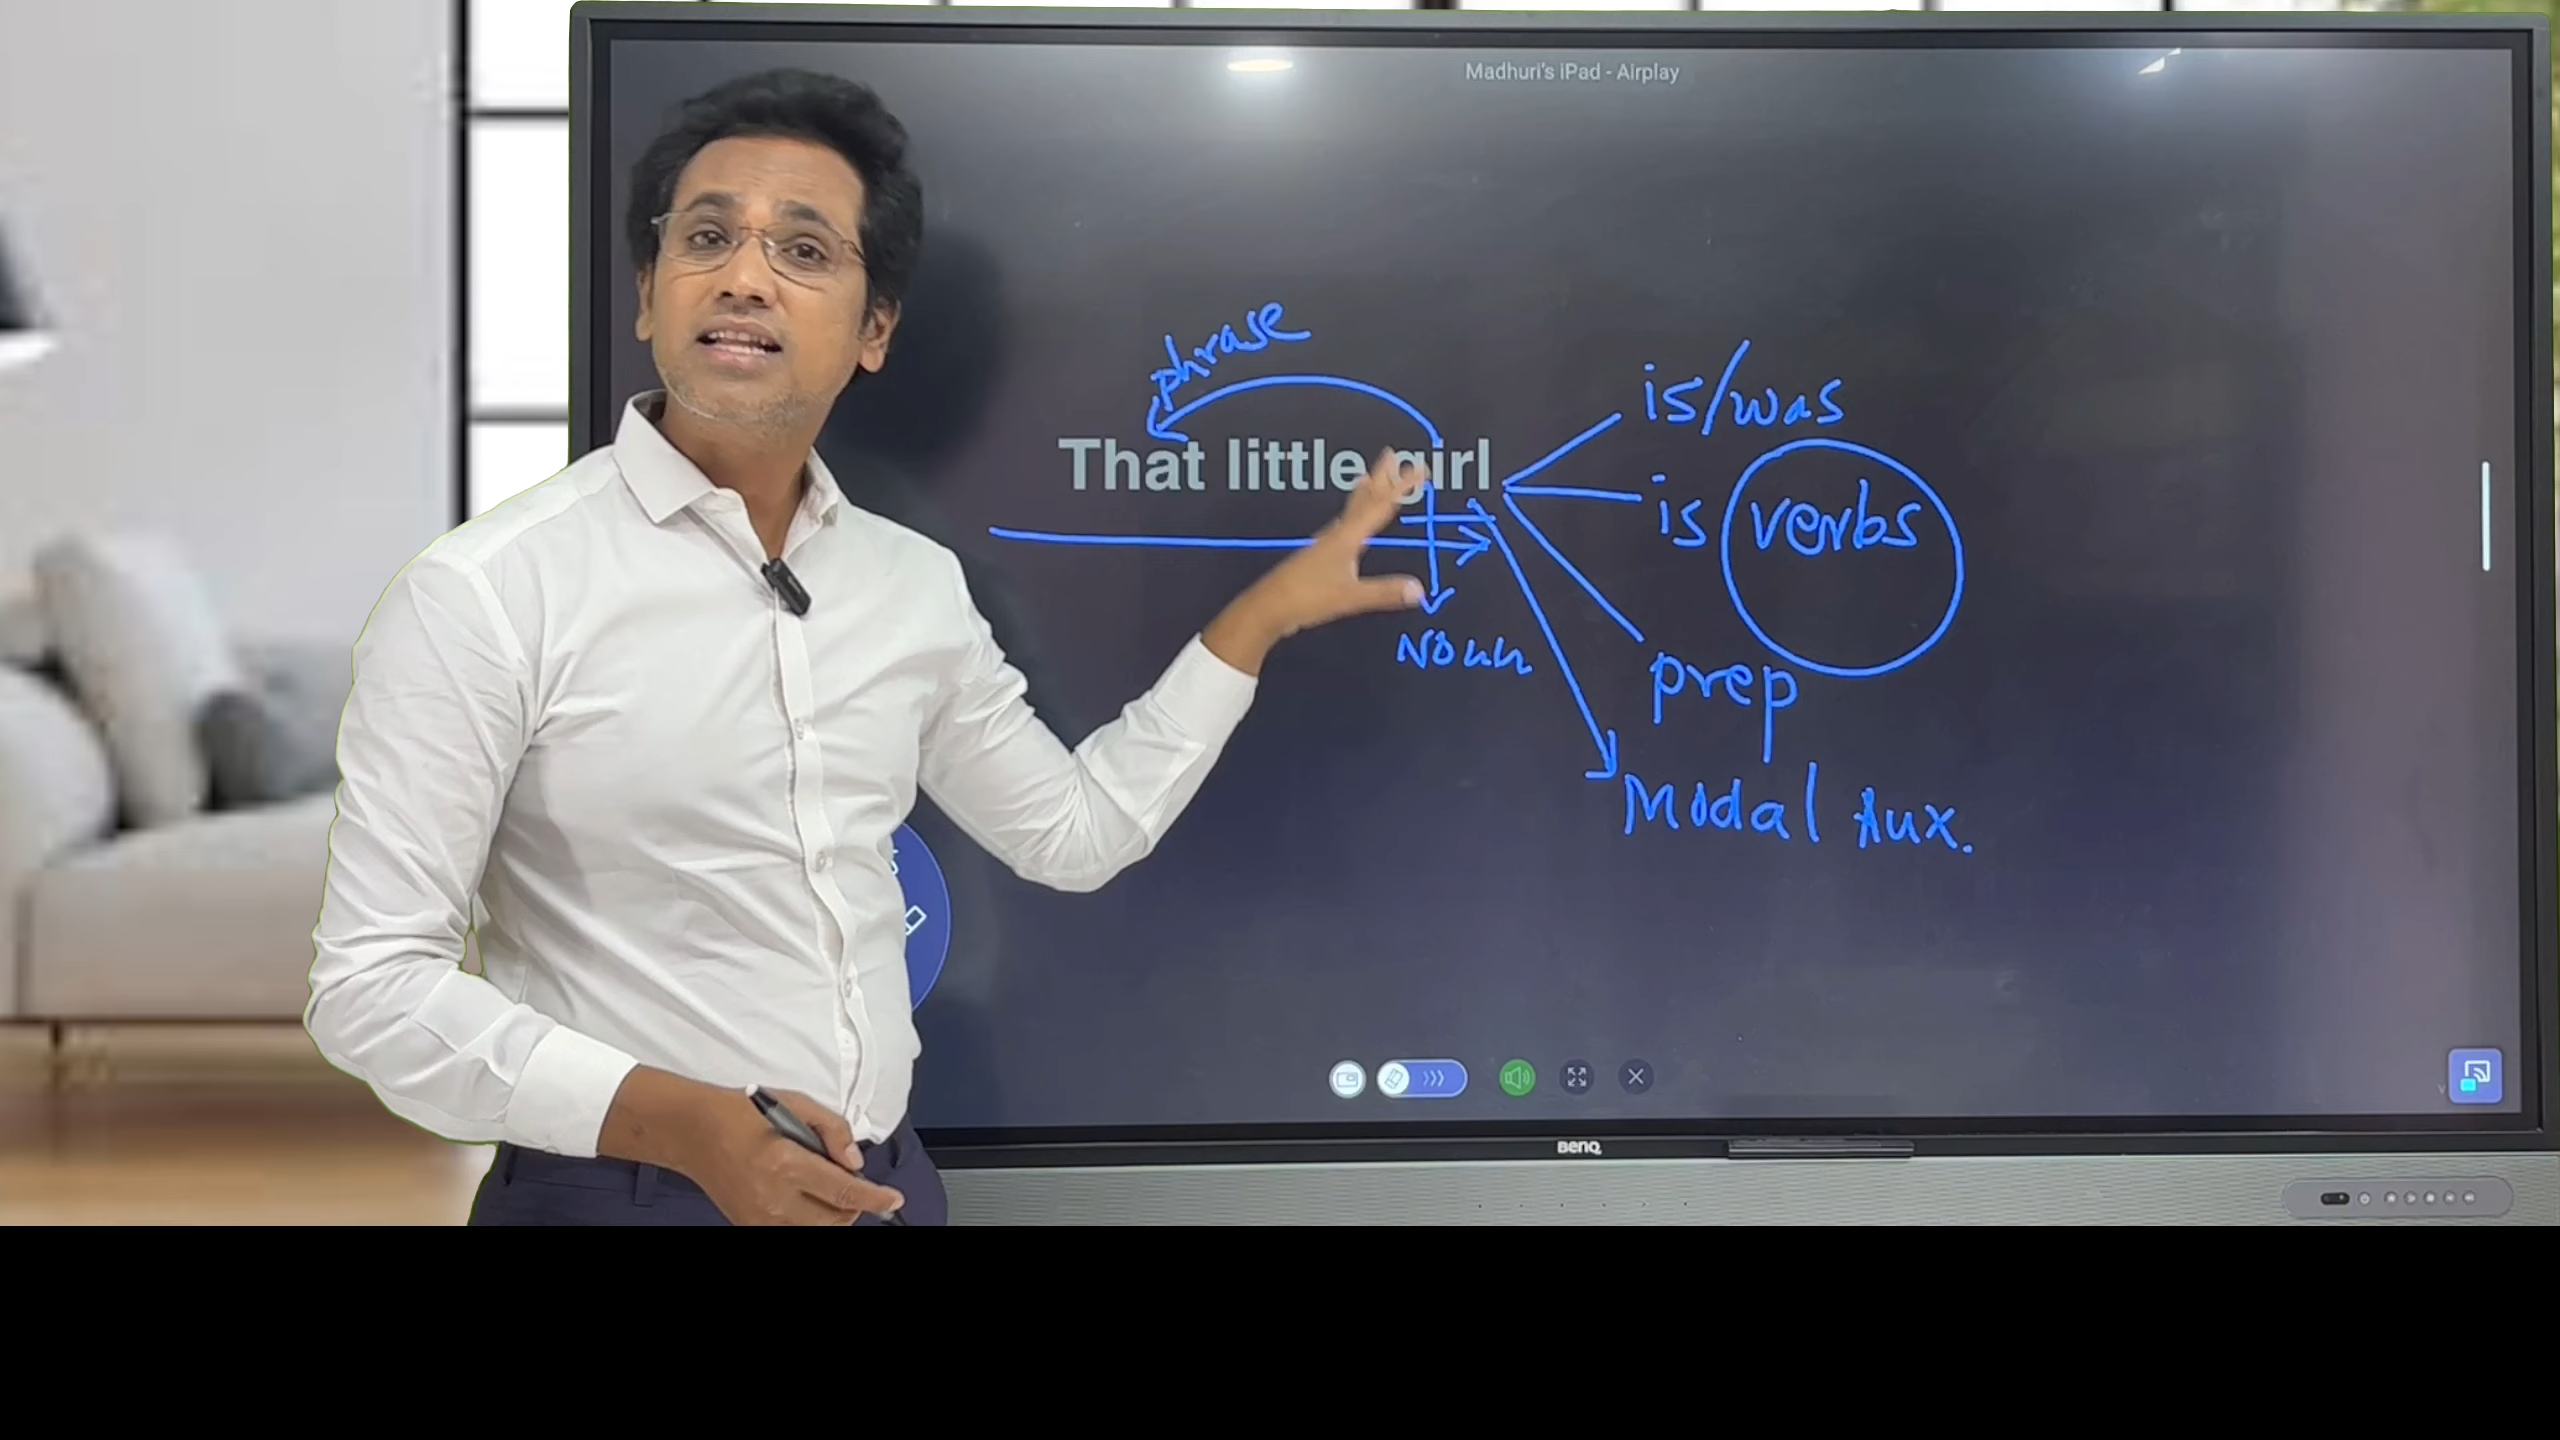 Madhuri's iPad - Airplay
phrase
is/was
That little girl
is verbs
Noun
prep
Modal Aux.
BenQ